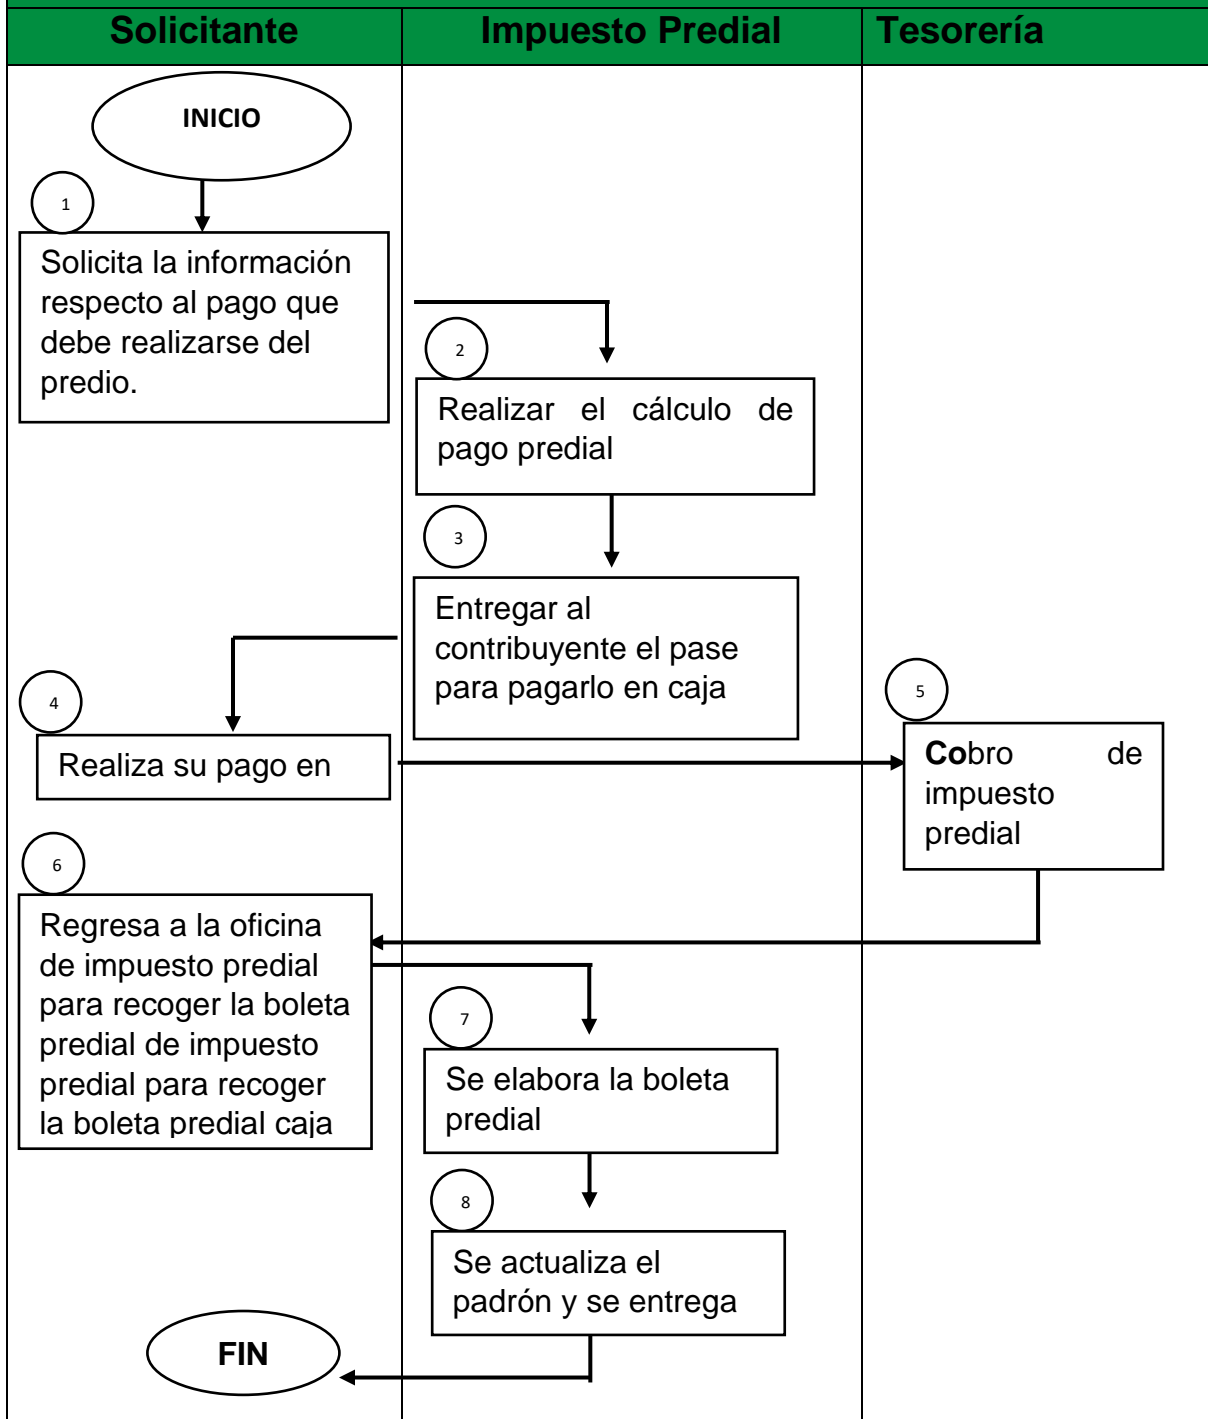 Solicitante Impuesto Predial Tesorería
INICIO
1
Solicita la información
respecto al pago que
debe realizarse del
predio.
2
Realizar el cálculo de
pago predial
3
Entregar al
contribuyente el pase
para pagarlo en caja
4
Realiza su pago en
5
Cobro de
impuesto
predial
6
Regresa a la oficina
de impuesto predial
para recoger la boleta
predial de impuesto
predial para recoger
la boleta predial caja
7
Se elabora la boleta
predial
8
Se actualiza el
padrón y se entrega
FIN